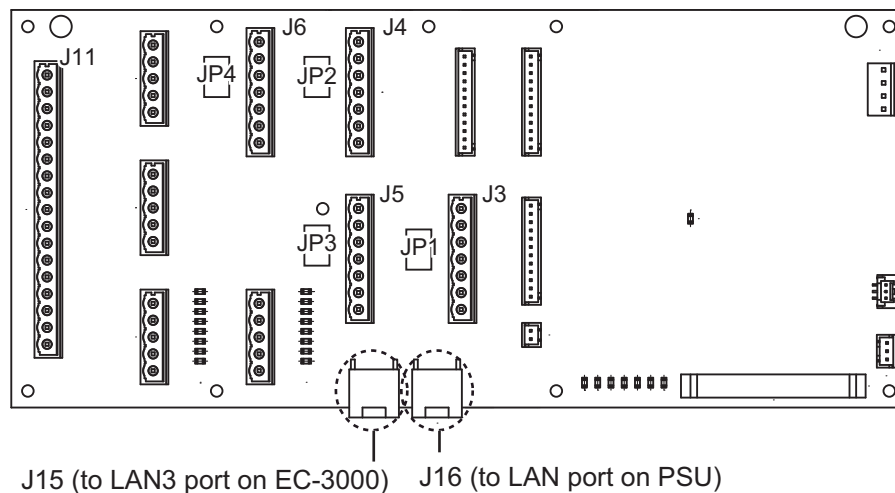 J6
J4
J11
JP4
JP2
J5
J3
JP3
JP1
J15 (to LAN3 port on EC-3000)
J16 (to LAN port on PSU)